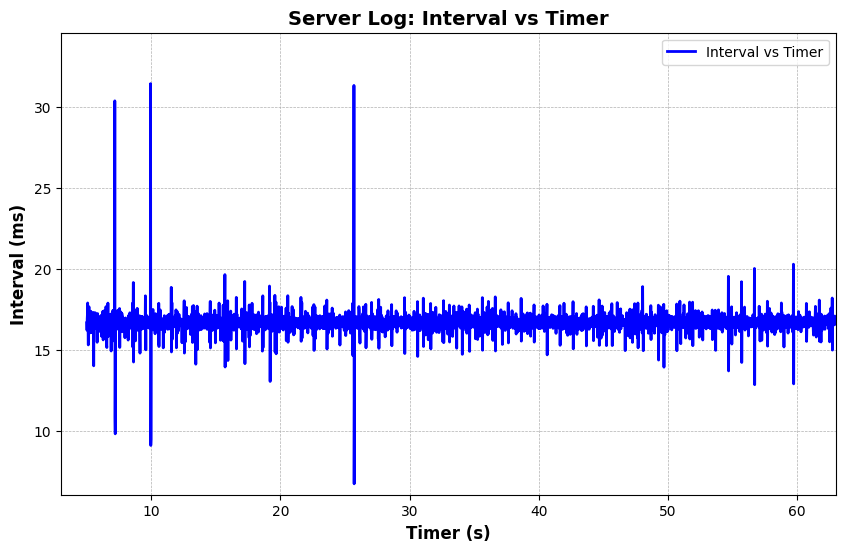 Server Log: Interval vs Timer
Interval vs Timer
30
25
20
15
10
Interval (ms)
10 20 30 40 50 60
Timer (s)